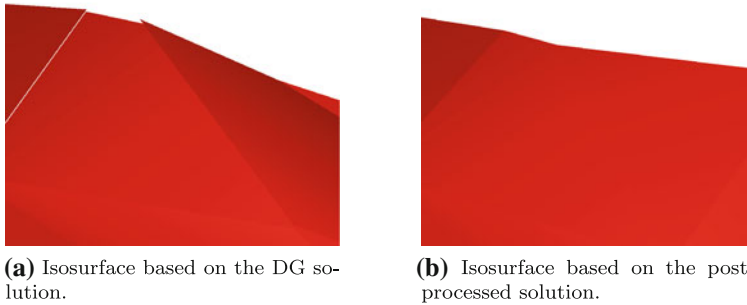 (a) Isosurface based on the DG so-
lution.
(b) Isosurface based on the post
processed solution.